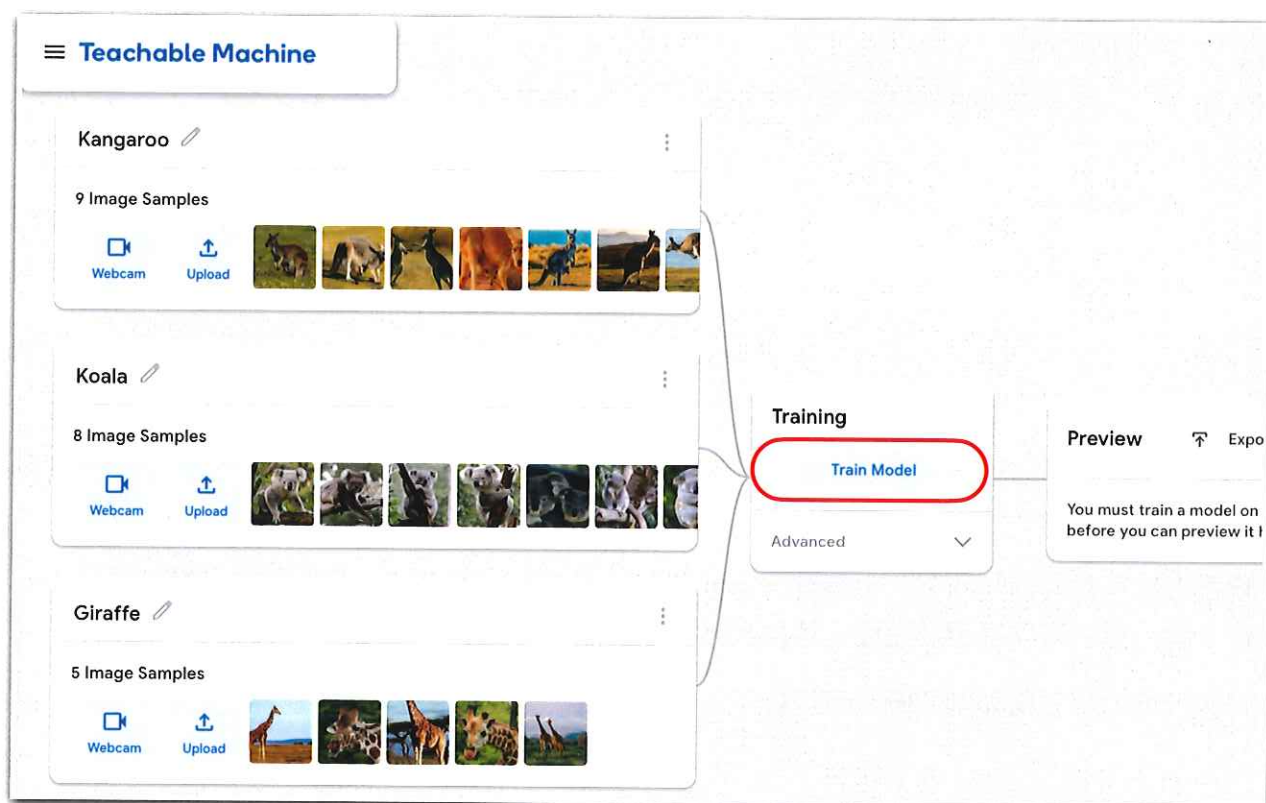 Teachable Machine
Kangaroo
9 Image Samples
Webcam
Upload
Koala
8 Image Samples
Webcam
Upload
Giraffe
5 Image Samples
Webcam
Upload
Training
Train Model
Advanced
Preview
Expo
You must train a model on
before you can preview it